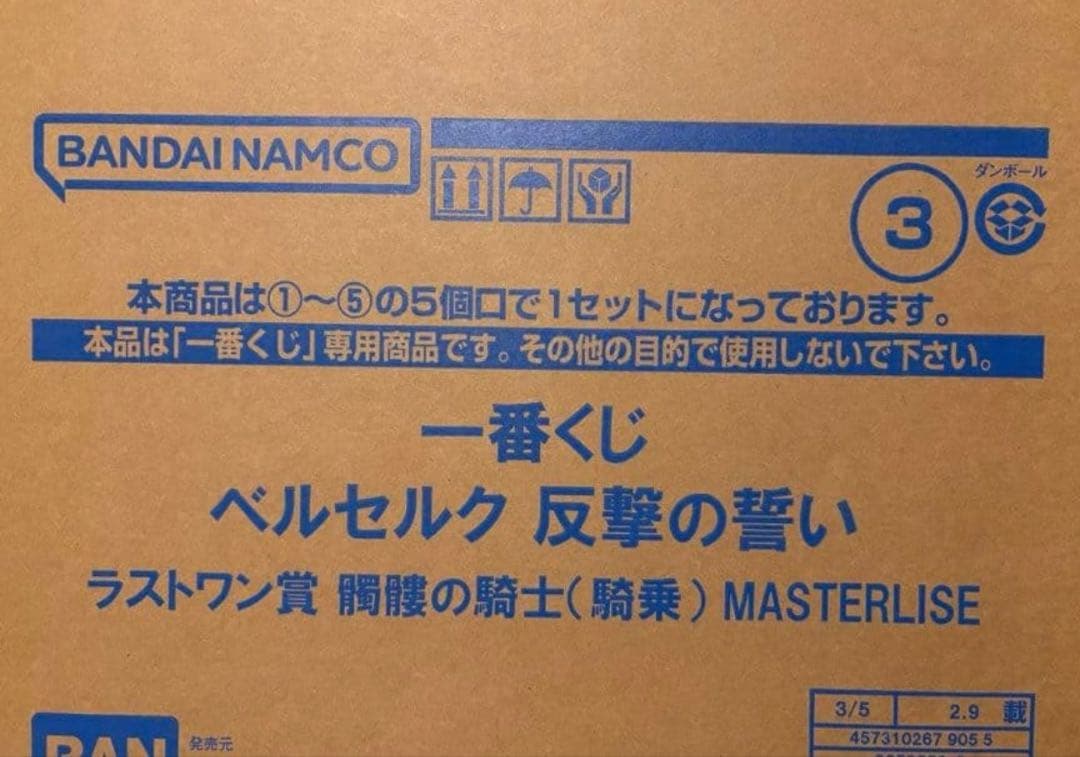 BANDAI NAMCO
ダンボール
3
本商品は①~⑤の5個口で1セットになっております。
本品は「一番くじ」専用商品です。その他の目的で使用しないで下さい。
一番くじ
ベルセルク 反撃の誓い
ラストワン賞 髑髏の騎士(騎乗) MASTERLISE
BAN
発売元
3/5 2.9 載
457310267 905 5